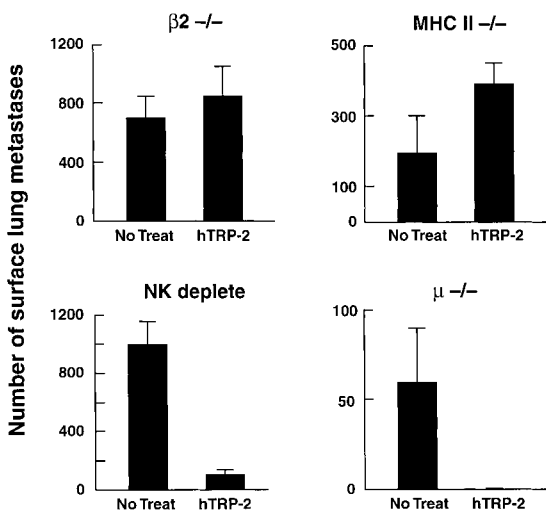 Number of surface lung metastases
β2 –/–
1200
800
400
0
No Treat hTRP-2
MHC II –/–
500
300
100
0
No Treat hTRP-2
NK deplete
1200
800
400
0
No Treat hTRP-2
μ –/–
100
50
0
No Treat hTRP-2